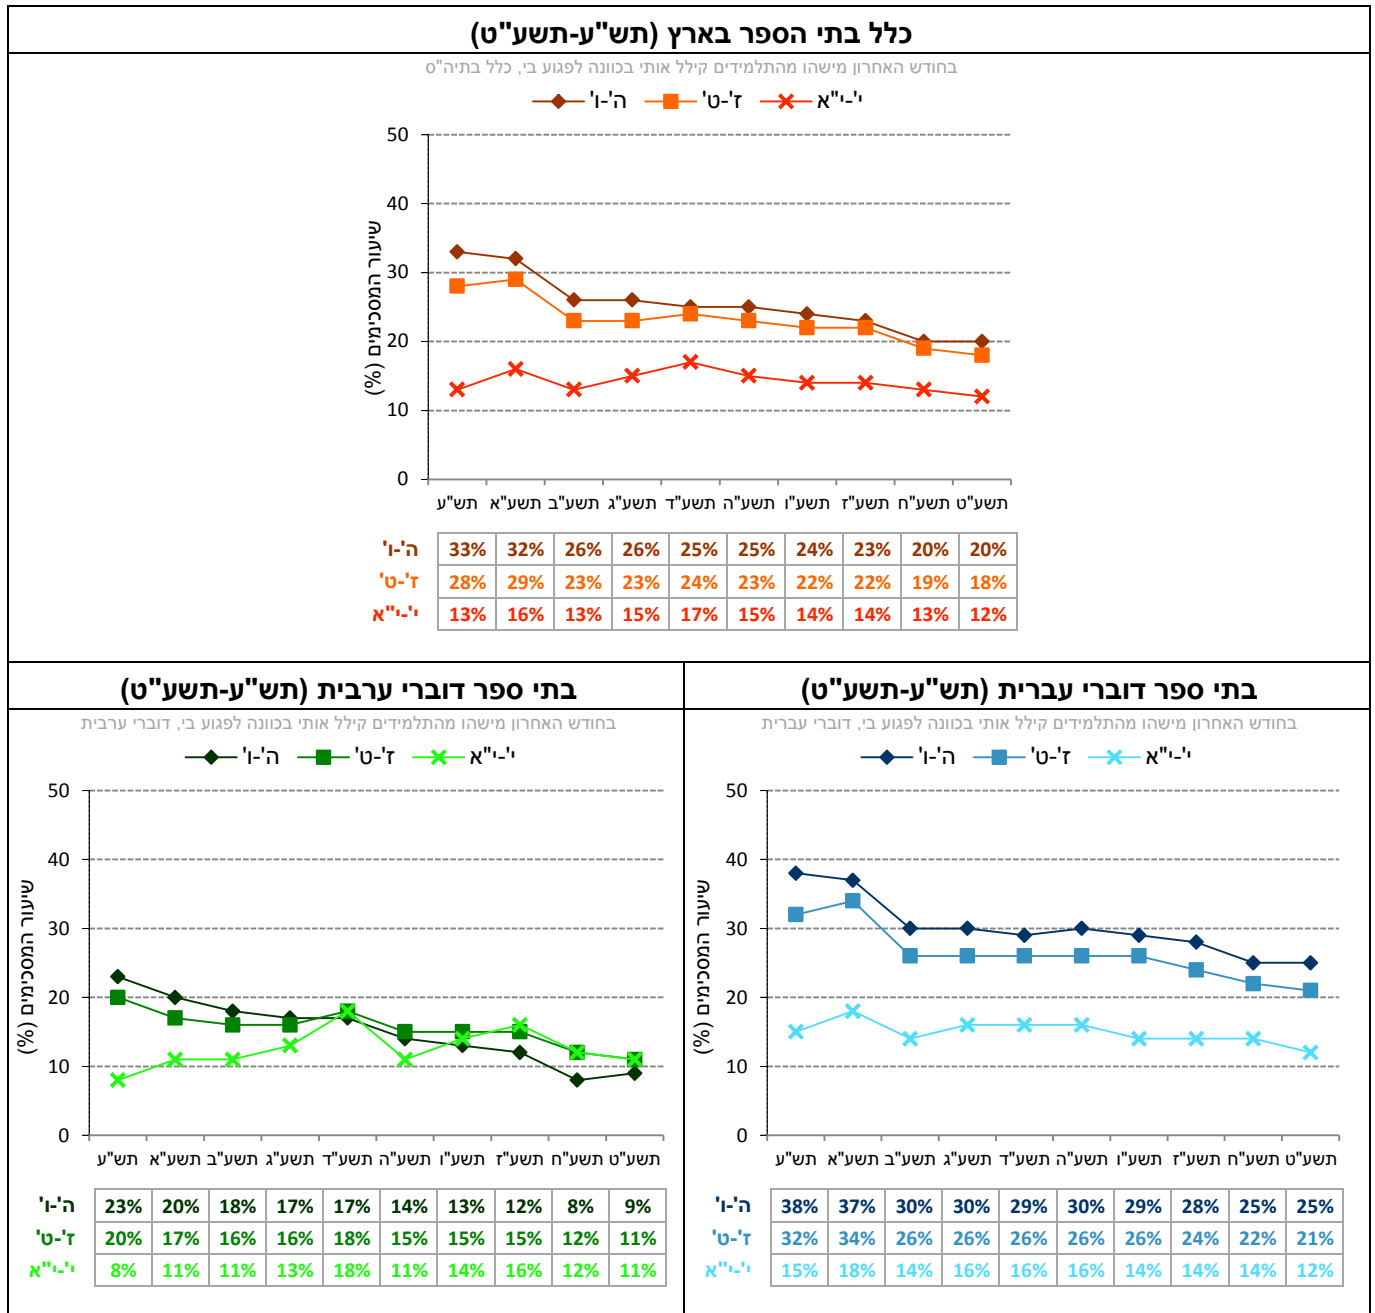 כלל בתי הספר בארץ (תש"ע-תשע"ט)
בחודש האחרון מישהו מהתלמידים קילל אותי בכוונה לפגוע בי, כלל בתיה"ס
ה'-ו' ז'-ט' י'-י"א
שיעור המסכימים (%)
50
40
30
20
10
0
תש"ע תשע"א תשע"ב תשע"ג תשע"ד תשע"ה תשע"ו תשע"ז תשע"ח תשע"ט
ה'-ו' 33% 32% 26% 26% 25% 25% 24% 23% 20% 20%
ז'-ט' 28% 29% 23% 23% 24% 23% 22% 22% 19% 18%
י'-י"א 13% 16% 13% 15% 17% 15% 14% 14% 13% 12%
בתי ספר דוברי עברית (תש"ע-תשע"ט)
בחודש האחרון מישהו מהתלמידים קילל אותי בכוונה לפגוע בי, דוברי עברית
ה'-ו' ז'-ט' י'-י"א
שיעור המסכימים (%)
50
40
30
20
10
0
תש"ע תשע"א תשע"ב תשע"ג תשע"ד תשע"ה תשע"ו תשע"ז תשע"ח תשע"ט
ה'-ו' 38% 37% 30% 30% 29% 30% 29% 28% 25% 25%
ז'-ט' 32% 34% 26% 26% 26% 26% 26% 24% 22% 21%
י'-י"א 15% 18% 14% 16% 16% 16% 14% 14% 14% 12%
בתי ספר דוברי ערבית (תש"ע-תשע"ט)
בחודש האחרון מישהו מהתלמידים קילל אותי בכוונה לפגוע בי, דוברי ערבית
ה'-ו' ז'-ט' י'-י"א
שיעור המסכימים (%)
50
40
30
20
10
0
תש"ע תשע"א תשע"ב תשע"ג תשע"ד תשע"ה תשע"ו תשע"ז תשע"ח תשע"ט
ה'-ו' 23% 20% 18% 17% 17% 14% 13% 12% 8% 9%
ז'-ט' 20% 17% 16% 16% 18% 15% 15% 15% 12% 11%
י'-י"א 8% 11% 11% 13% 18% 11% 14% 16% 12% 11%